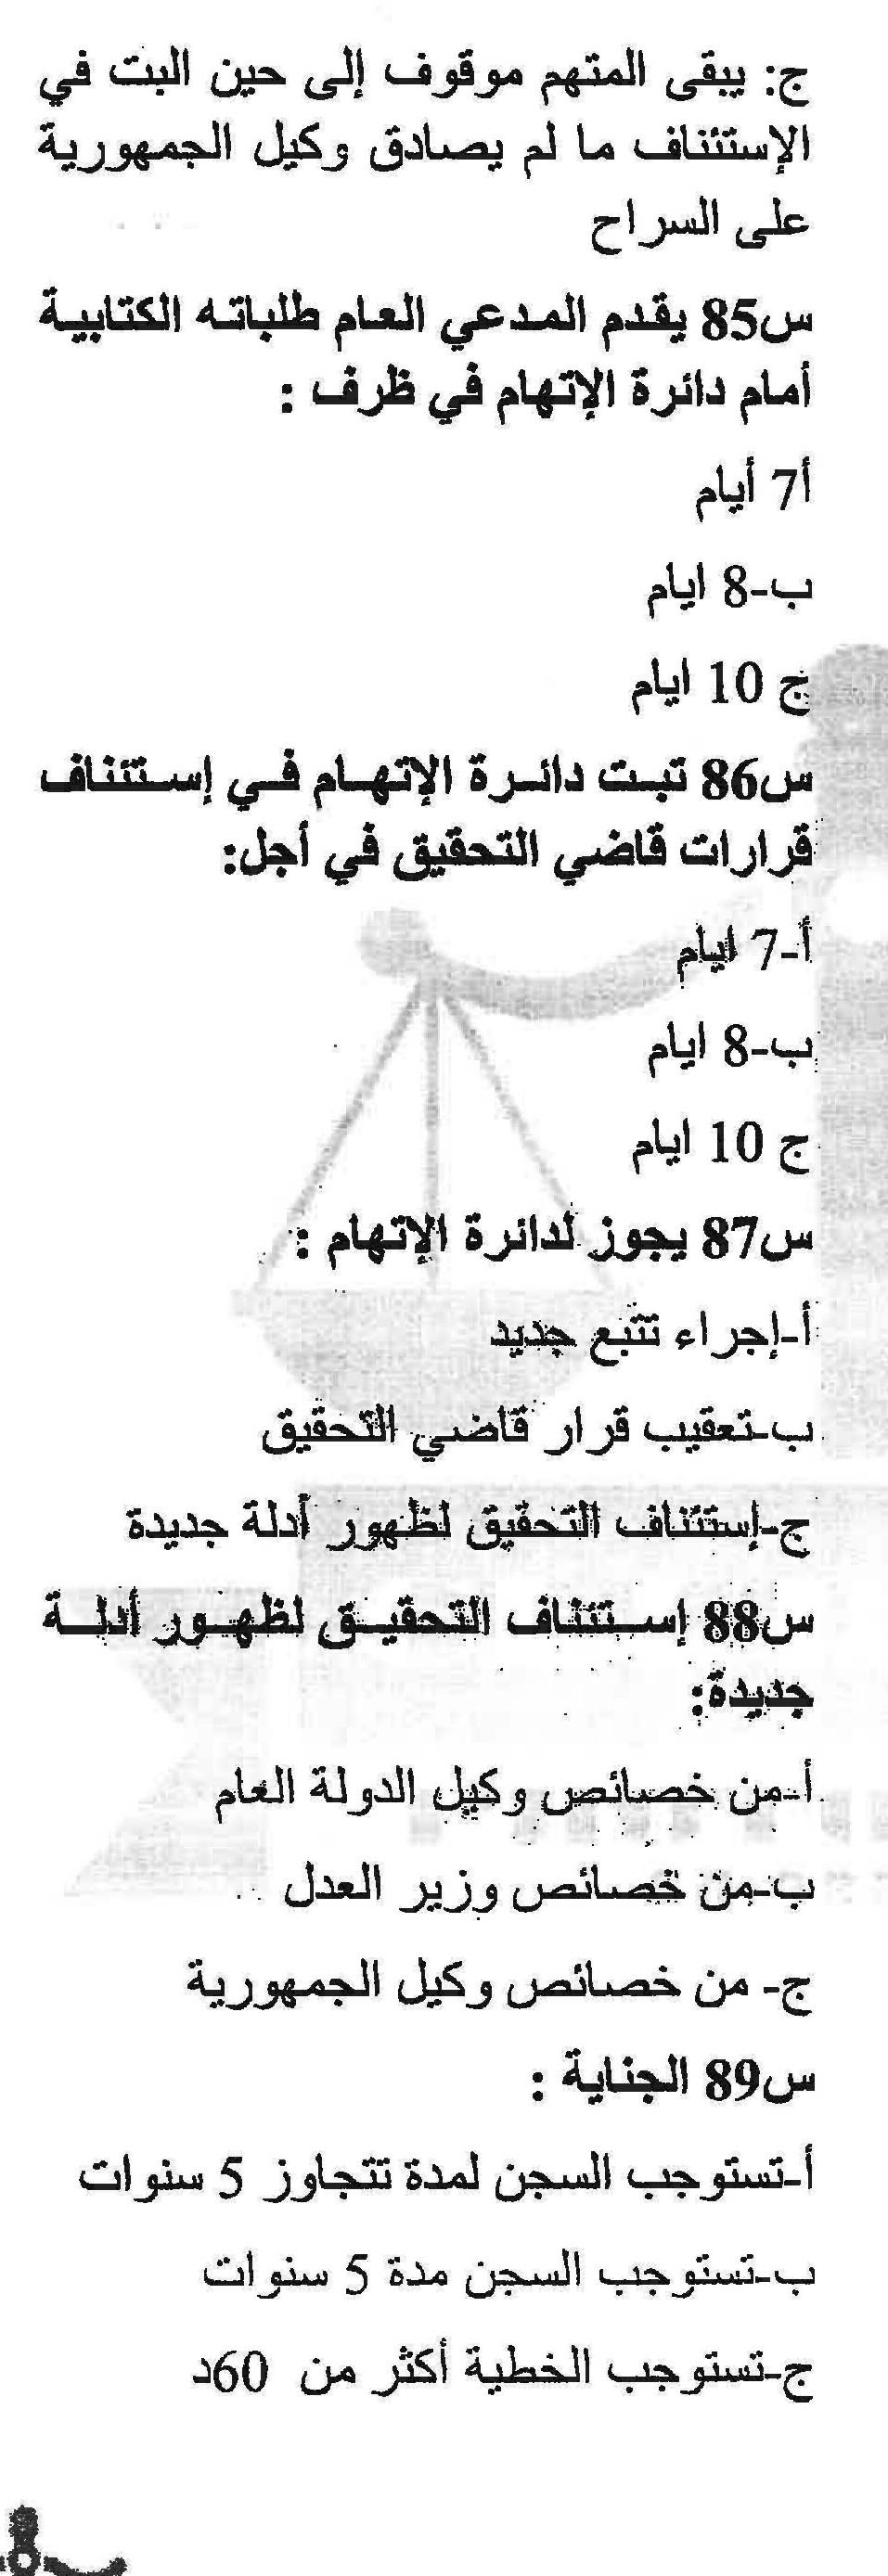 ج: يبقى المتهم موقوف إلى حين البت في
الإستئناف ما لم يصادق وكيل الجمهورية
على السراح
س85 يقدم المدعي العام طلباته الكتابية
أمام دائرة الإتهام في ظرف :
أ7 أيام
ب-8 ايام
ج 10 ايام
س86 تبت دائرة الإتهام في إستئناف
قرارات قاضي التحقيق في أجل:
أ-7 ايام
ب-8 ايام
ج 10 ايام
س87 يجوز لدائرة الإتهام :
أ-إجراء تتبع جديد
ب-تعقيب قرار قاضي التحقيق
ج-إستئناف التحقيق لظهور أدلة جديدة
س88 إستئناف التحقيق لظهور أدلة
جديدة:
أ-من خصائص وكيل الدولة العام
ب-من خصائص وزير العدل
ج- من خصائص وكيل الجمهورية
س89 الجناية :
أ-تستوجب السجن لمدة تتجاوز 5 سنوات
ب-تستوجب السجن مدة 5 سنوات
ج-تستوجب الخطية أكثر من 60د